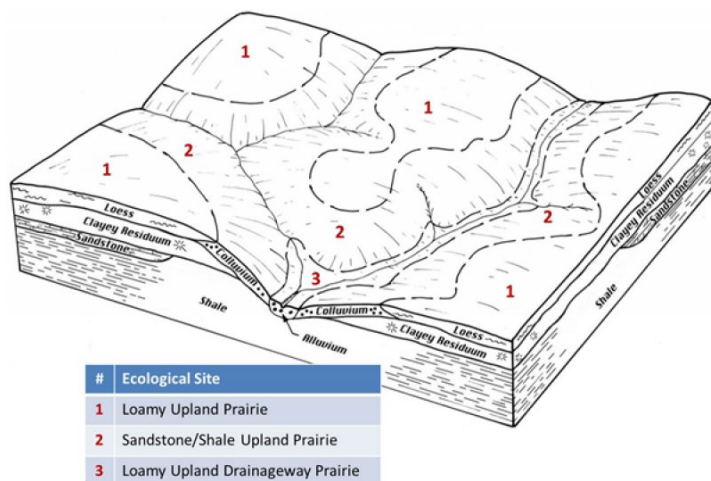 1
1
2
1
1
2
2
3
1
Loess
Clayey Residuum
Sandstone
Colluvium
Shale
Alluvium
Colluvium
Clayey Residuum
Loess
Loess
Clayey Residuum
Sandstone
Shale
# Ecological Site
1 Loamy Upland Prairie
2 Sandstone/Shale Upland Prairie
3 Loamy Upland Drainageway Prairie